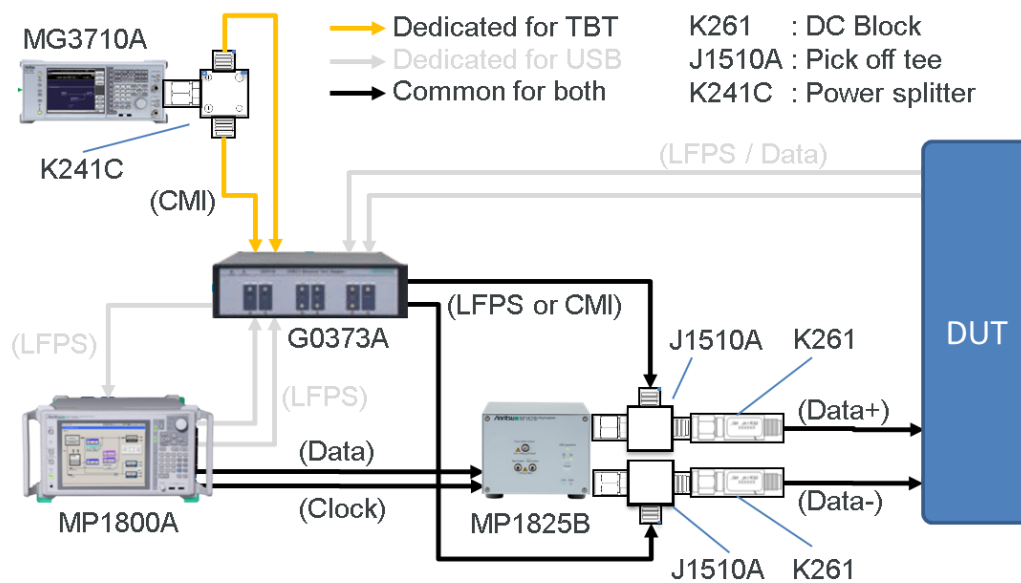 MG3710A
Dedicated for TBT
K261 : DC Block
Dedicated for USB
J1510A : Pick off tee
Common for both
K241C : Power splitter
K241C
(LFPS / Data)
(CMI)
(LFPS or CMI)
G0373A
J1510A
K261
DUT
(LFPS)
(LFPS)
Anritsu
(Data+)
(Data)
(Clock)
(Data-)
MP1800A
MP1825B
J1510A
K261